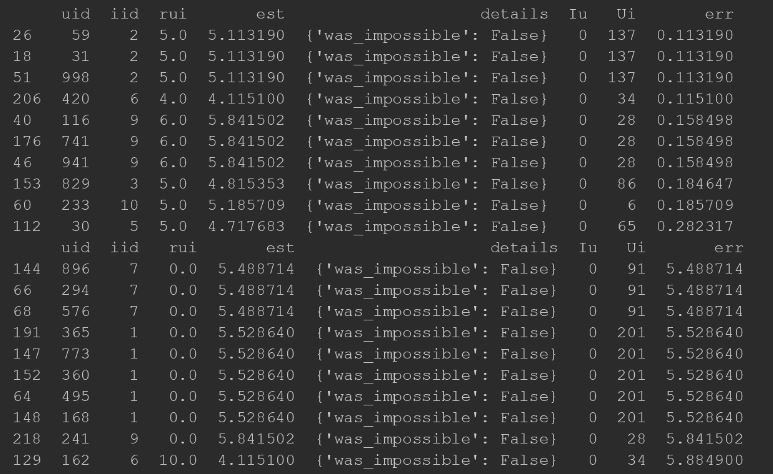 uid iid rui est details Iu Ui err
26 59 2 5.0 5.113190 {'was_impossible': False} 0 137 0.113190
18 31 2 5.0 5.113190 {'was_impossible': False} 0 137 0.113190
51 998 2 5.0 5.113190 {'was_impossible': False} 0 137 0.113190
206 420 6 4.0 4.115100 {'was_impossible': False} 0 34 0.115100
40 116 9 6.0 5.841502 {'was_impossible': False} 0 28 0.158498
176 741 9 6.0 5.841502 {'was_impossible': False} 0 28 0.158498
46 941 9 6.0 5.841502 {'was_impossible': False} 0 28 0.158498
153 829 3 5.0 4.815353 {'was_impossible': False} 0 86 0.184647
60 233 10 5.0 5.185709 {'was_impossible': False} 0 6 0.185709
112 30 5 5.0 4.717683 {'was_impossible': False} 0 65 0.282317
uid iid rui est details Iu Ui err
144 896 7 0.0 5.488714 {'was_impossible': False} 0 91 5.488714
66 294 7 0.0 5.488714 {'was_impossible': False} 0 91 5.488714
68 576 7 0.0 5.488714 {'was_impossible': False} 0 91 5.488714
191 365 1 0.0 5.528640 {'was_impossible': False} 0 201 5.528640
147 773 1 0.0 5.528640 {'was_impossible': False} 0 201 5.528640
152 360 1 0.0 5.528640 {'was_impossible': False} 0 201 5.528640
64 495 1 0.0 5.528640 {'was_impossible': False} 0 201 5.528640
148 168 1 0.0 5.528640 {'was_impossible': False} 0 201 5.528640
218 241 9 0.0 5.841502 {'was_impossible': False} 0 28 5.841502
129 162 6 10.0 4.115100 {'was_impossible': False} 0 34 5.884900